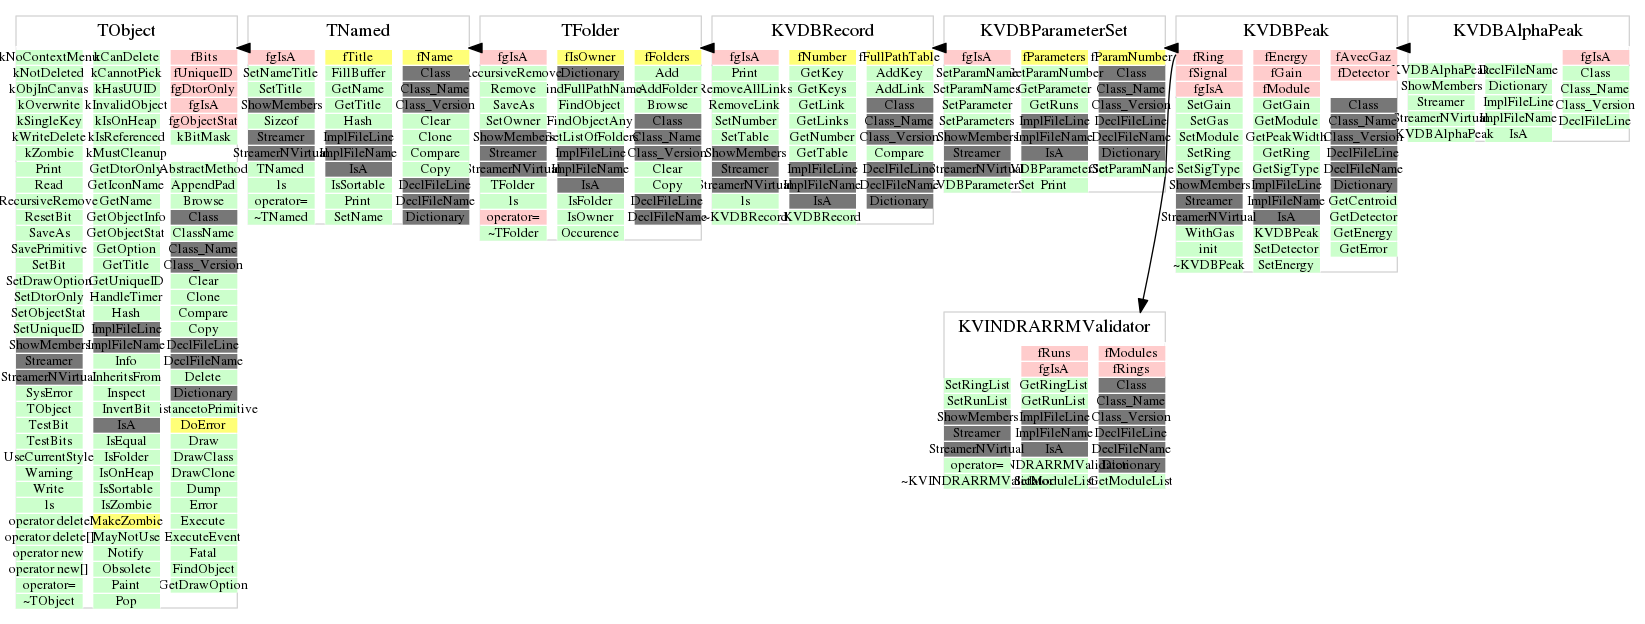 TObject
kNoContextMenu kCanDelete fBits
kNotDeleted kCannotPick fUniqueID
kObjInCanvas kHasUUID fgDtorOnly
kOverwrite kInvalidObject fgIsA
kSingleKey kIsOnHeap fgObjectStat
kWriteDelete kIsReferenced kBitMask
kZombie kMustCleanup
Print GetDtorOnly AbstractMethod
Read GetIconName AppendPad
RecursiveRemove GetName Browse
ResetBit GetObjectInfo Class
SaveAs GetObjectStat ClassName
SavePrimitive GetOption Class_Name
SetBit GetTitle Class_Version
SetDrawOption GetUniqueID Clear
SetDtorOnly HandleTimer Clone
SetObjectStat Hash Compare
SetUniqueID ImplFileLine Copy
ShowMembers ImplFileName DeclFileLine
Streamer Info DeclFileName
StreamerNVirtual InheritsFrom Delete
SysError Inspect Dictionary
TObject InvertBit istancetoPrimitive
TestBit IsA DoError
TestBits IsEqual Draw
UseCurrentStyle IsFolder DrawClass
Warning IsOnHeap DrawClone
Write IsSortable Dump
ls IsZombie Error
operator delete MakeZombie Execute
operator delete[] MayNotUse ExecuteEvent
operator new Notify Fatal
operator new[] Obsolete FindObject
operator= Paint GetDrawOption
~TObject Pop
TNamed
fgIsA fTitle fName
SetNameTitle FillBuffer Class
SetTitle GetName Class_Name
ShowMembers GetTitle Class_Version
Sizeof Hash Clear
Streamer ImplFileLine Clone
StreamerNVirtual ImplFileName Compare
TNamed IsA Copy
ls IsSortable DeclFileLine
operator= Print DeclFileName
~TNamed SetName Dictionary
TFolder
fgIsA fIsOwner fFolders
RecursiveRemove Dictionary Add
Remove indFullPathName AddFolder
SaveAs FindObject Browse
SetOwner FindObjectAny Class
ShowMembers GetListOfFolders Class_Name
Streamer ImplFileLine Class_Version
StreamerNVirtual ImplFileName Clear
TFolder IsA Copy
ls IsFolder DeclFileLine
operator= IsOwner DeclFileName
~TFolder Occurence
KVDBRecord
fgIsA fNumber fFullPathTable
Print GetKey AddKey
RemoveAllLinks GetKeys AddLink
RemoveLink GetLink Class
SetNumber GetLinks Class_Name
SetTable GetNumber Class_Version
ShowMembers GetTable Compare
Streamer ImplFileLine DeclFileLine
StreamerNVirtual ImplFileName DeclFileName
ls IsA Dictionary
~KVDBRecord KVDBRecord
KVDBParameterSet
fgIsA fParameters fParamNumber
SetParamName GetParamNumber Class
SetParamNames GetParameter Class_Name
SetParameter GetRuns Class_Version
SetParameters ImplFileLine DeclFileLine
ShowMembers ImplFileName DeclFileName
Streamer IsA Dictionary
StreamerNVirtual VDBParameterSet GetParamName
VDBParameterSet Print
KVDBPeak
fRing fEnergy fAvecGaz
fSignal fGain fDetector
fgIsA fModule
SetGain GetGain Class
SetGas GetModule Class_Name
SetModule GetPeakWidth Class_Version
SetRing GetRing DeclFileLine
SetSigType GetSigType DeclFileName
ShowMembers ImplFileLine Dictionary
Streamer ImplFileName GetCentroid
StreamerNVirtual IsA GetDetector
WithGas KVDBPeak GetEnergy
init SetDetector GetError
~KVDBPeak SetEnergy
KVDBAlphaPeak
fgIsA
KVDBAlphaPeak DeclFileName Class
ShowMembers Dictionary Class_Name
Streamer ImplFileLine Class_Version
StreamerNVirtual ImplFileName DeclFileLine
KVDBAlphaPeak IsA
KVINDRARRMValidator
fRuns fModules
fgIsA fRings
SetRingList GetRingList Class
SetRunList GetRunList Class_Name
ShowMembers ImplFileLine Class_Version
Streamer ImplFileName DeclFileLine
StreamerNVirtual IsA DeclFileName
operator= NDRARRMValidator Dictionary
~KVINDRARRMValidator SetModuleList GetModuleList